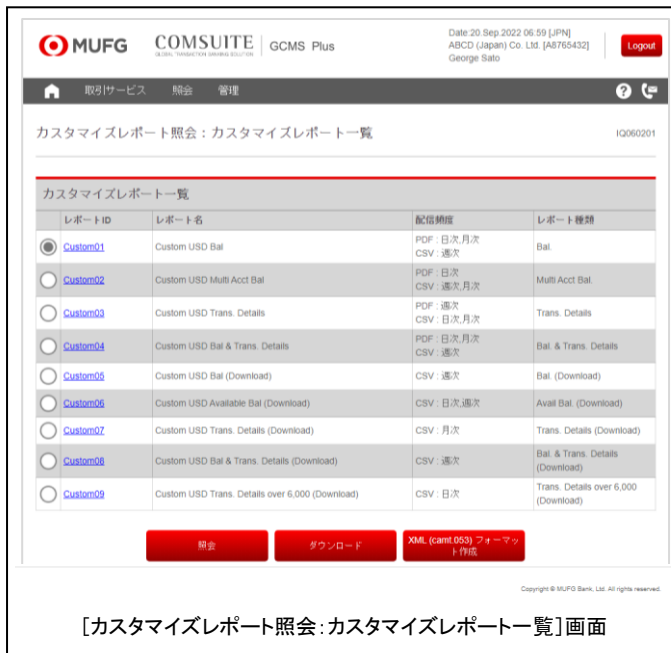 MUFG
COMSUITE
GLOBAL TRANSACTION BANKING SOLUTION
GCMS Plus
Date:20.Sep.2022 06:59 [JPN]
ABCD (Japan) Co. Ltd. [A8765432]
George Sato
Logout
取引サービス 照会 管理
カスタマイズレポート照会：カスタマイズレポート一覧
IQ060201
カスタマイズレポート一覧
レポートID レポート名 配信頻度 レポート種類
Custom01 Custom USD Bal PDF : 日次,月次 Bal.
CSV : 週次
Custom02 Custom USD Multi Acct Bal PDF : 日次 Multi Acct Bal.
CSV : 週次,月次
Custom03 Custom USD Trans. Details PDF : 週次 Trans. Details
CSV : 日次,月次
Custom04 Custom USD Bal & Trans. Details PDF : 日次,月次 Bal. & Trans. Details
CSV : 週次
Custom05 Custom USD Bal (Download) CSV : 週次 Bal. (Download)
Custom06 Custom USD Available Bal (Download) CSV : 日次,週次 Avail Bal. (Download)
Custom07 Custom USD Trans. Details (Download) CSV : 月次 Trans. Details (Download)
Custom08 Custom USD Bal & Trans. Details (Download) CSV : 週次 Bal. & Trans. Details
(Download)
Custom09 Custom USD Trans. Details over 6,000 (Download) CSV : 日次 Trans. Details over 6,000
(Download)
照会
ダウンロード
XML (camt.053) フォーマッ
ト作成
Copyright © MUFG Bank, Ltd. All rights reserved.
[カスタマイズレポート照会：カスタマイズレポート一覧]画面